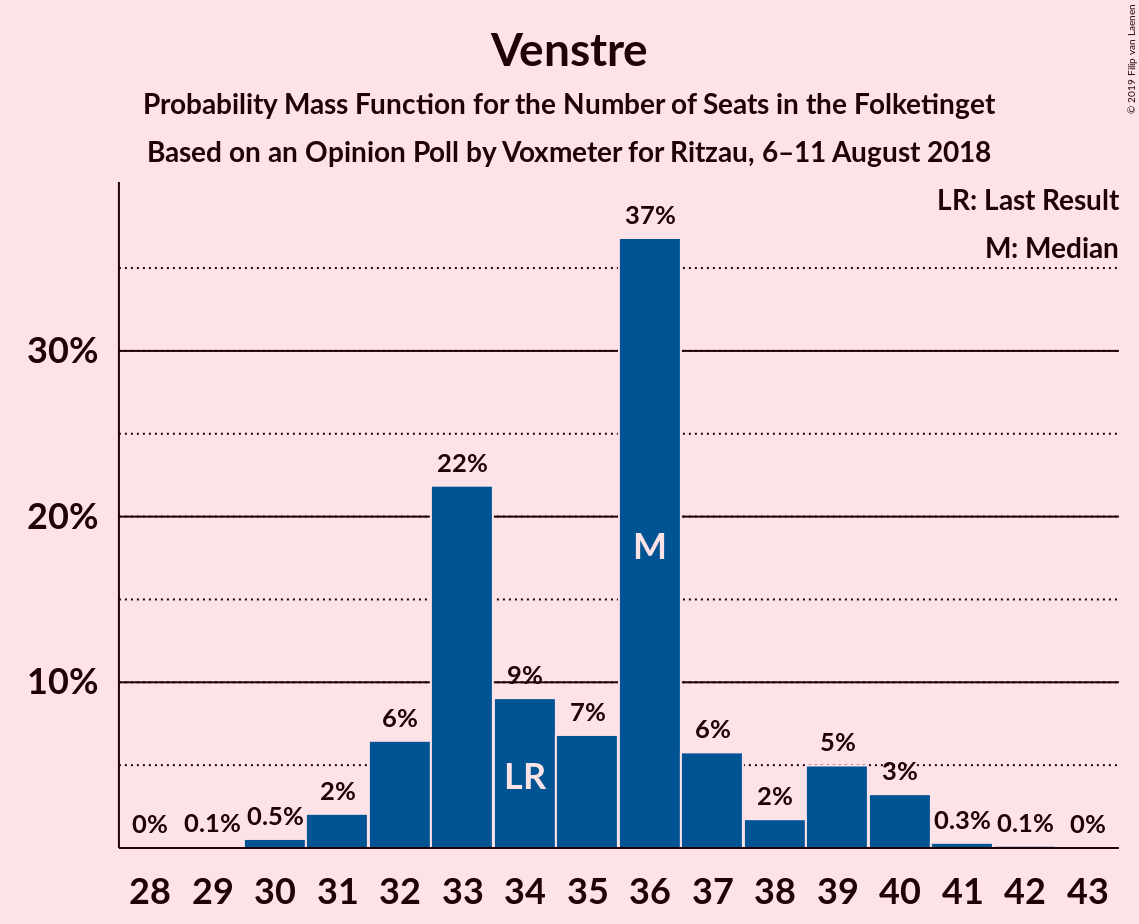 Venstre
Probability Mass Function for the Number of Seats in the Folketinget
Based on an Opinion Poll by Voxmeter for Ritzau, 6–11 August 2018
© 2019 Filip van Laenen
LR: Last Result
M: Median
30%
20%
10%
0%
0.1%
0.5%
2%
6%
22%
9%
7%
37%
6%
2%
5%
3%
0.3%
0.1%
0%
LR
M
28 29 30 31 32 33 34 35 36 37 38 39 40 41 42 43